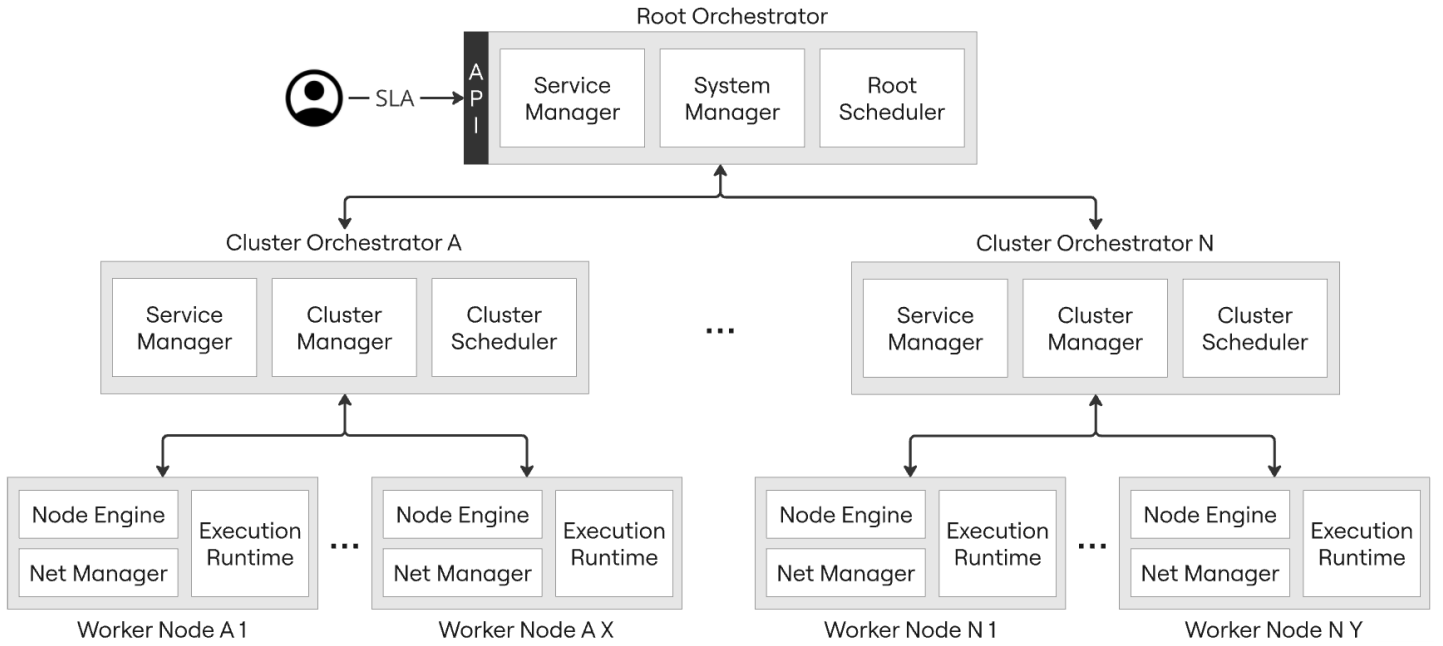 Root Orchestrator
SLA
A
P
I
Service
Manager
System
Manager
Root
Scheduler
Cluster Orchestrator A
Service
Manager
Cluster
Manager
Cluster
Scheduler
...
Cluster Orchestrator N
Service
Manager
Cluster
Manager
Cluster
Scheduler
Node Engine
Net Manager
Execution
Runtime
Worker Node A 1
...
Node Engine
Net Manager
Execution
Runtime
Worker Node A X
Node Engine
Net Manager
Execution
Runtime
Worker Node N 1
...
Node Engine
Net Manager
Execution
Runtime
Worker Node N Y